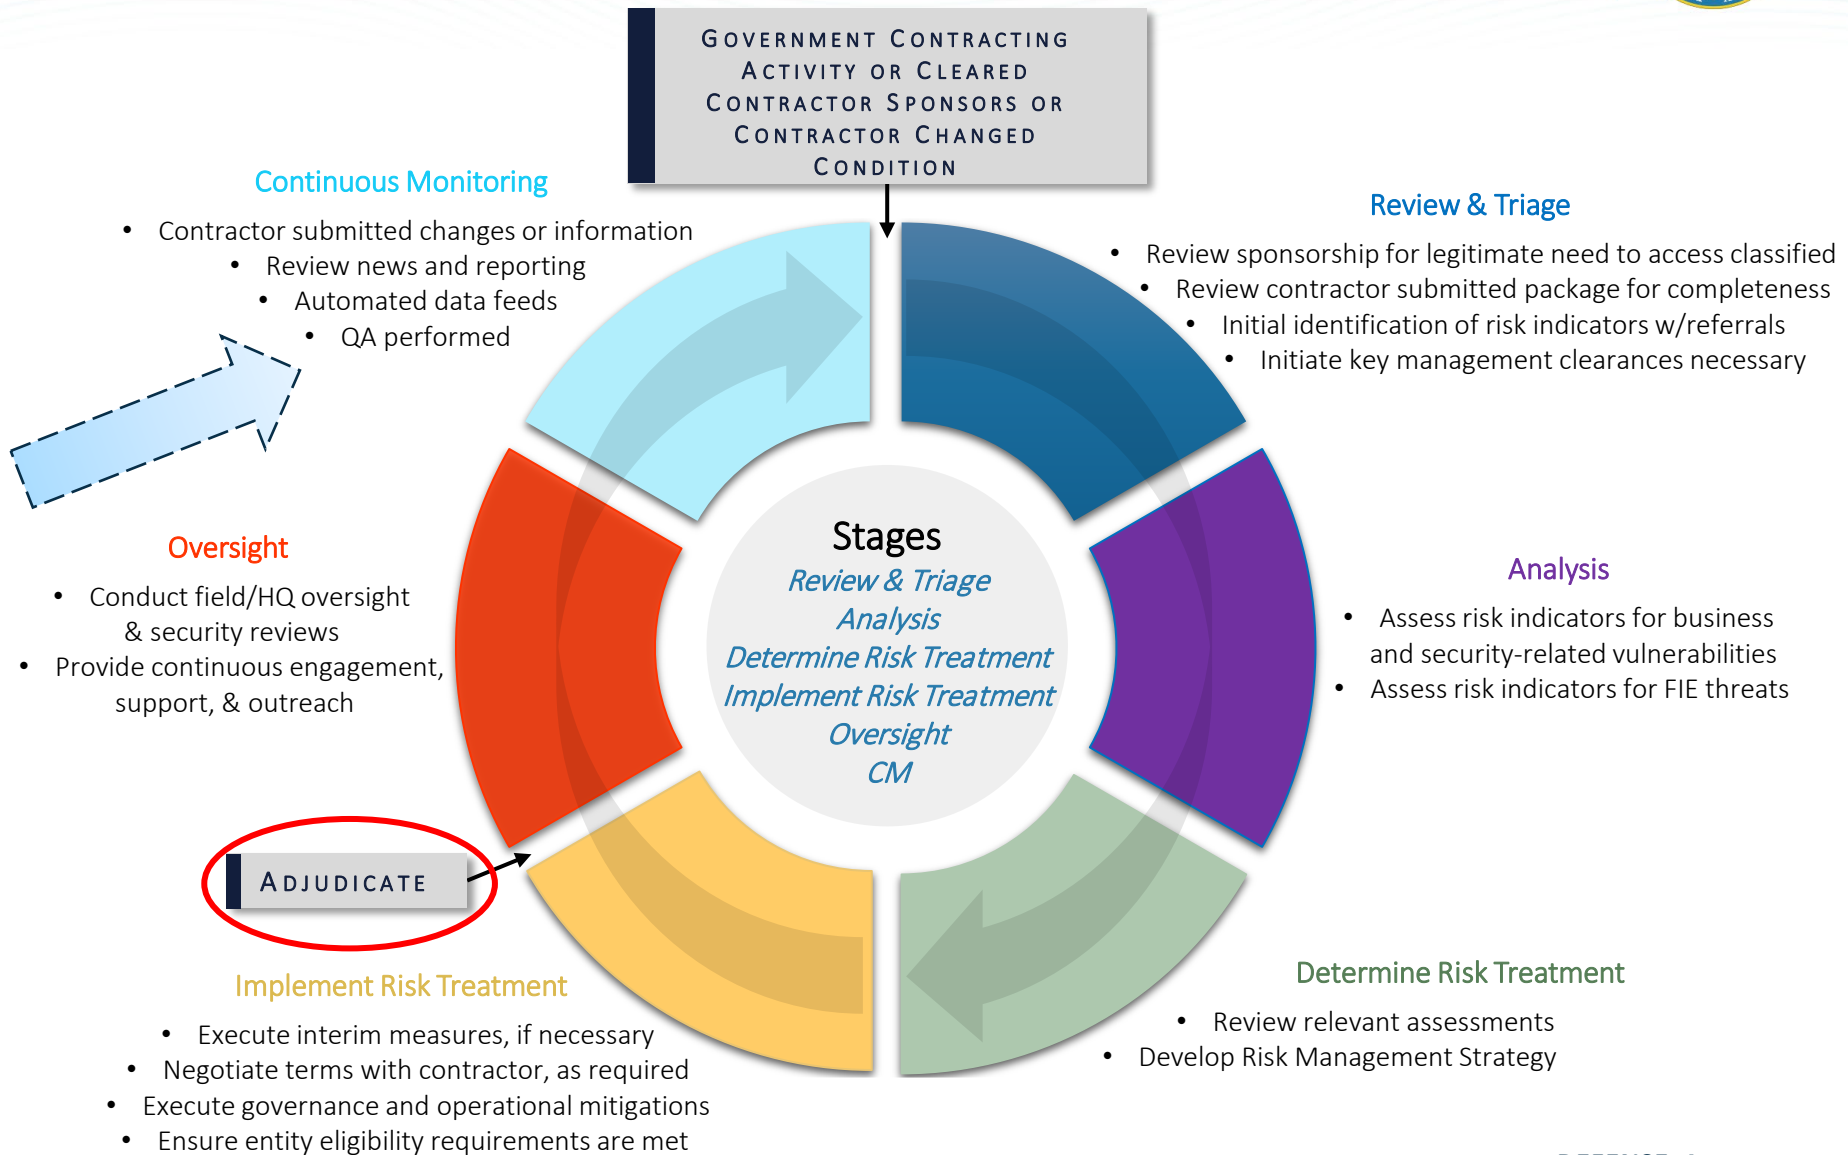 GOVERNMENT CONTRACTING
ACTIVITY OR CLEARED
CONTRACTOR SPONSORS OR
CONTRACTOR CHANGED
CONDITION
Continuous Monitoring
• Contractor submitted changes or information
• Review news and reporting
• Automated data feeds
• QA performed
Review & Triage
• Review sponsorship for legitimate need to access classified
• Review contractor submitted package for completeness
• Initial identification of risk indicators w/referrals
• Initiate key management clearances necessary
Stages
Review & Triage
Analysis
Determine Risk Treatment
Implement Risk Treatment
Oversight
CM
Oversight
• Conduct field/HQ oversight
& security reviews
• Provide continuous engagement,
support, & outreach
Analysis
• Assess risk indicators for business
and security-related vulnerabilities
• Assess risk indicators for FIE threats
ADJUDICATE
Implement Risk Treatment
• Execute interim measures, if necessary
• Negotiate terms with contractor, as required
• Execute governance and operational mitigations
• Ensure entity eligibility requirements are met
Determine Risk Treatment
• Review relevant assessments
• Develop Risk Management Strategy